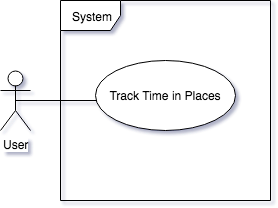 System
Track Time in Places
User